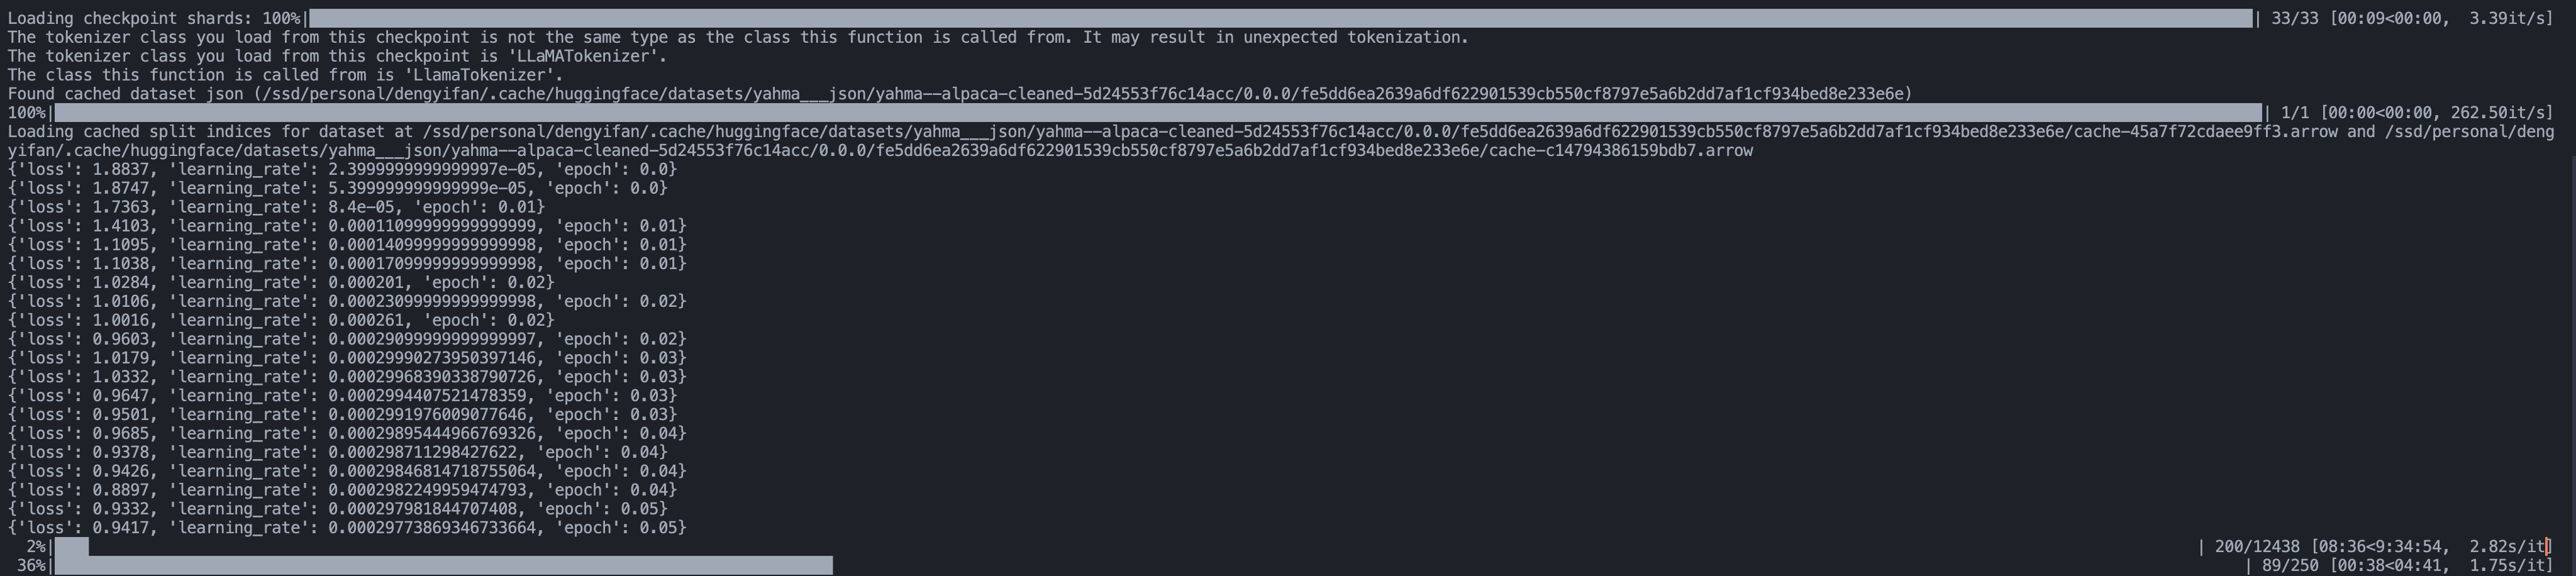 Loading checkpoint shards: 100%| | 33/33 [00:09<00:00, 3.39it/s]
The tokenizer class you load from this checkpoint is not the same type as the class this function is called from. It may result in unexpected tokenization.
The tokenizer class you load from this checkpoint is 'LLaMATokenizer'.
The class this function is called from is 'LlamaTokenizer'.
Found cached dataset json (/ssd/personal/dengyifan/.cache/huggingface/datasets/yahma___json/yahma--alpaca-cleaned-5d24553f76c14acc/0.0.0/fe5dd6ea2639a6df622901539cb550cf8797e5a6b2dd7af1cf934bed8e233e6e)
100%| | 1/1 [00:00<00:00, 262.50it/s]
Loading cached split indices for dataset at /ssd/personal/dengyifan/.cache/huggingface/datasets/yahma___json/yahma--alpaca-cleaned-5d24553f76c14acc/0.0.0/fe5dd6ea2639a6df622901539cb550cf8797e5a6b2dd7af1cf934bed8e233e6e/cache-45a7f72cdaee9ff3.arrow and /ssd/personal/deng
yifan/.cache/huggingface/datasets/yahma___json/yahma--alpaca-cleaned-5d24553f76c14acc/0.0.0/fe5dd6ea2639a6df622901539cb550cf8797e5a6b2dd7af1cf934bed8e233e6e/cache-c14794386159bdb7.arrow
{'loss': 1.8837, 'learning_rate': 2.3999999999999997e-05, 'epoch': 0.0}
{'loss': 1.8747, 'learning_rate': 5.399999999999999e-05, 'epoch': 0.0}
{'loss': 1.7363, 'learning_rate': 8.4e-05, 'epoch': 0.01}
{'loss': 1.4103, 'learning_rate': 0.00011099999999999999, 'epoch': 0.01}
{'loss': 1.1095, 'learning_rate': 0.00014099999999999998, 'epoch': 0.01}
{'loss': 1.1038, 'learning_rate': 0.00017099999999999998, 'epoch': 0.01}
{'loss': 1.0284, 'learning_rate': 0.000201, 'epoch': 0.02}
{'loss': 1.0106, 'learning_rate': 0.00023099999999999998, 'epoch': 0.02}
{'loss': 1.0016, 'learning_rate': 0.000261, 'epoch': 0.02}
{'loss': 0.9603, 'learning_rate': 0.00029099999999999997, 'epoch': 0.02}
{'loss': 1.0179, 'learning_rate': 0.00029990273950397146, 'epoch': 0.03}
{'loss': 1.0332, 'learning_rate': 0.00029968390338790726, 'epoch': 0.03}
{'loss': 0.9647, 'learning_rate': 0.0002994407521478359, 'epoch': 0.03}
{'loss': 0.9501, 'learning_rate': 0.0002991976009077646, 'epoch': 0.03}
{'loss': 0.9685, 'learning_rate': 0.00029895444966769326, 'epoch': 0.04}
{'loss': 0.9378, 'learning_rate': 0.000298711298427622, 'epoch': 0.04}
{'loss': 0.9426, 'learning_rate': 0.00029846814718755064, 'epoch': 0.04}
{'loss': 0.8897, 'learning_rate': 0.0002982249959474793, 'epoch': 0.04}
{'loss': 0.9332, 'learning_rate': 0.000297981844707408, 'epoch': 0.05}
{'loss': 0.9417, 'learning_rate': 0.00029773869346733664, 'epoch': 0.05}
2%| | 200/12438 [08:36<9:34:54, 2.82s/it]
36%| | 89/250 [00:38<04:41, 1.75s/it]